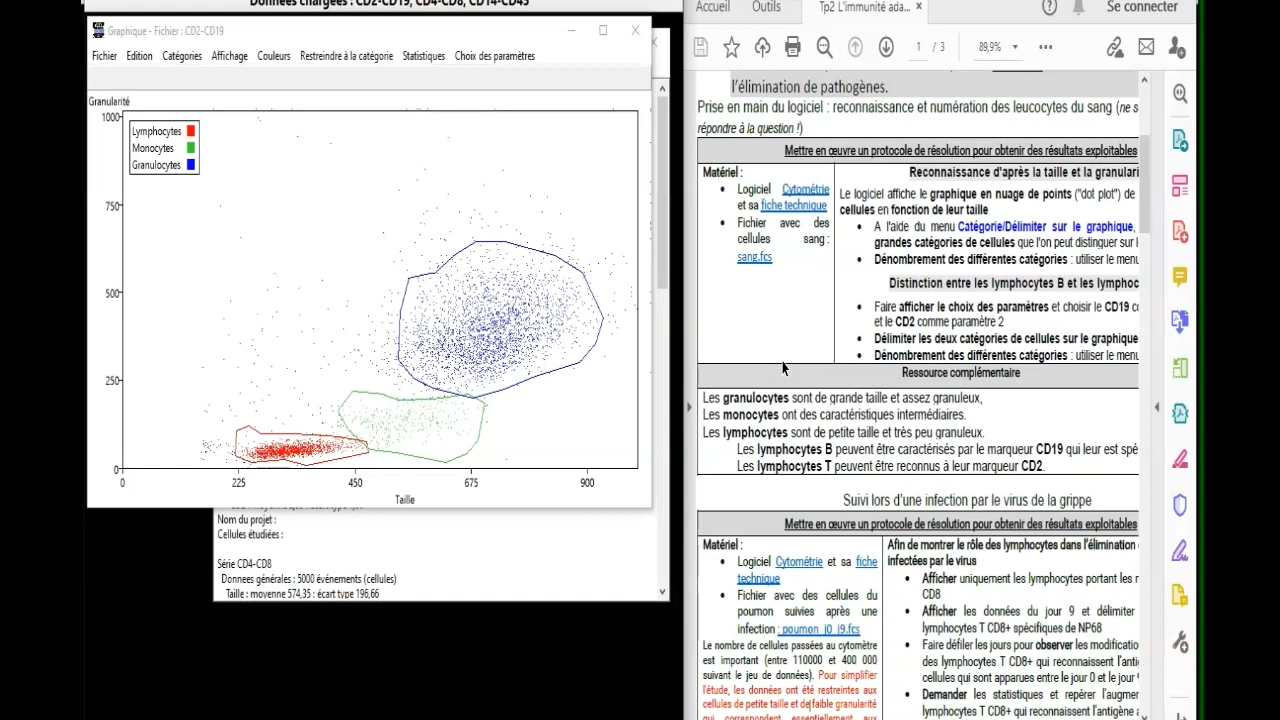 Données chargées : CD2-CD19, CD4-CD8, CD14-CD45
Graphique - Fichier : CD2-CD19
Fichier Edition Catégories Affichage Couleurs Restreindre à la catégorie Statistiques Choix des paramètres
Granularité
1000
750
500
250
0
Lymphocytes
Monocytes
Granulocytes
0 225 450 675 900
Taille
Nom du projet :
Cellules étudiées :
Série CD4-CD8
Données générales : 5000 événements (cellules)
Taille : moyenne 574,35 : écart type 196,66
Accueil Outils Tp2 L'immunité ada... × Se connecter
1 / 3 89,9%
l'élimination de pathogènes.
Prise en main du logiciel : reconnaissance et numération des leucocytes du sang (ne s
répondre à la question !)
Mettre en œuvre un protocole de résolution pour obtenir des résultats exploitables
Matériel :
Logiciel Cytométrie
et sa fiche technique
Fichier avec des
cellules sang :
sang.fcs
Reconnaissance d'après la taille et la granulari
Le logiciel affiche le graphique en nuage de points ("dot plot") de
cellules en fonction de leur taille
A l'aide du menu Catégorie/Délimiter sur le graphique,
grandes catégories de cellules que l'on peut distinguer sur l
Dénombrement des différentes catégories : utiliser le menu
Distinction entre les lymphocytes B et les lymphoc
Faire afficher le choix des paramètres et choisir le CD19 co
et le CD2 comme paramètre 2
Délimiter les deux catégories de cellules sur le graphique
Dénombrement des différentes catégories : utiliser le menu
Ressource complémentaire
Les granulocytes sont de grande taille et assez granuleux,
Les monocytes ont des caractéristiques intermédiaires.
Les lymphocytes sont de petite taille et très peu granuleux.
Les lymphocytes B peuvent être caractérisés par le marqueur CD19 qui leur est spé
Les lymphocytes T peuvent être reconnus à leur marqueur CD2.
Suivi lors d'une infection par le virus de la grippe
Mettre en œuvre un protocole de résolution pour obtenir des résultats exploitables
Matériel :
Logiciel Cytométrie et sa fiche
technique
Fichier avec des cellules du
poumon suivies après une
infection : poumon_j0_j9.fcs
Le nombre de cellules passées au cytomètre
est important (entre 110000 et 400 000
suivant le jeu de données). Pour simplifier
l'étude, les données ont été restreintes aux
cellules de petite taille et de faible granularité
qui correspondent essentiellement aux
Afin de montrer le rôle des lymphocytes dans l'élimination
infectées par le virus
Afficher uniquement les lymphocytes portant les r
CD8
Afficher les données du jour 9 et délimiter
lymphocytes T CD8+ spécifiques de NP68
Faire défiler les jours pour observer les modificatio
des lymphocytes T CD8+ qui reconnaissent l'antig
cellules qui sont apparues entre le jour 0 et le jour
Demander les statistiques et repérer l'augmer
lymphocytes T CD8+ qui reconnaissent l'antigène